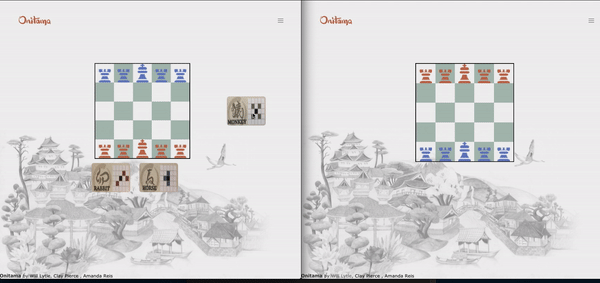 Onitama
Onitama
MONKEY
RABBIT
HORSE
Onitama by Will Lytle, Clay Pierce , Amanda Reis
Onitama by Will Lytle, Clay Pierce , Amanda Reis